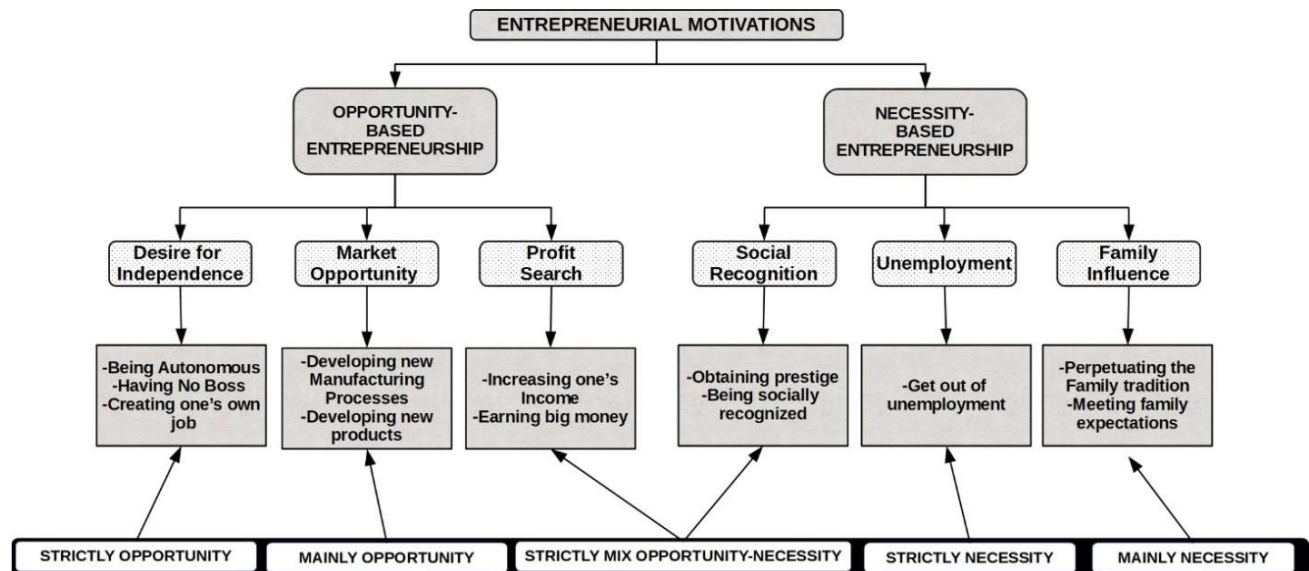 ENTREPRENEURIAL MOTIVATIONS
OPPORTUNITY-
BASED
ENTREPRENEURSHIP
NECESSITY-
BASED
ENTREPRENEURSHIP
Desire for
Independence
Market
Opportunity
Profit
Search
Social
Recognition
Unemployment
Family
Influence
-Being Autonomous
-Having No Boss
-Creating one's own
job
-Developing new
Manufacturing
Processes
-Developing new
products
-Increasing one's
Income
-Earning big money
-Obtaining prestige
-Being socially
recognized
-Get out of
unemployment
-Perpetuating the
Family tradition
-Meeting family
expectations
STRICTLY OPPORTUNITY
MAINLY OPPORTUNITY
STRICTLY MIX OPPORTUNITY-NECESSITY
STRICTLY NECESSITY
MAINLY NECESSITY